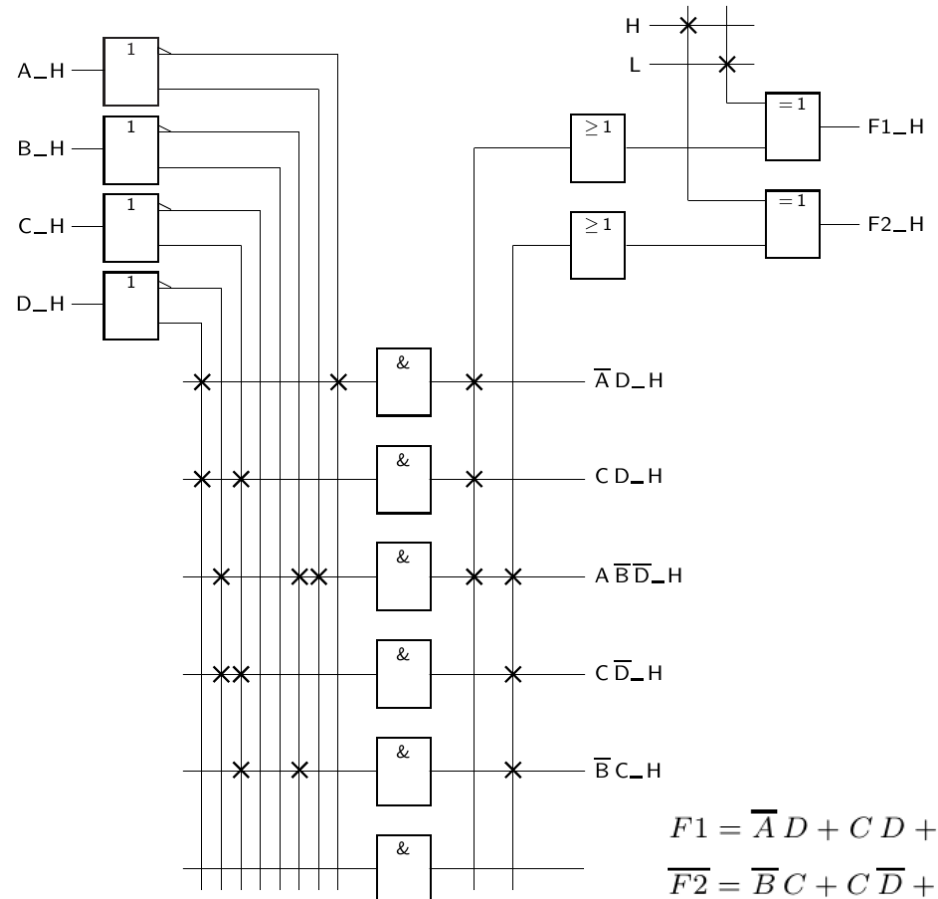 1
A_H
1
B_H
1
C_H
1
D_H
H
L
=1
F1_H
≥1
=1
F2_H
≥1
&
A̅ D_H
&
C D_H
&
A B̅ D̅_H
&
C D̅_H
&
B̅ C_H
&
F1 = A̅ D + C D +
F̅2̅ = B̅ C + C D̅ +